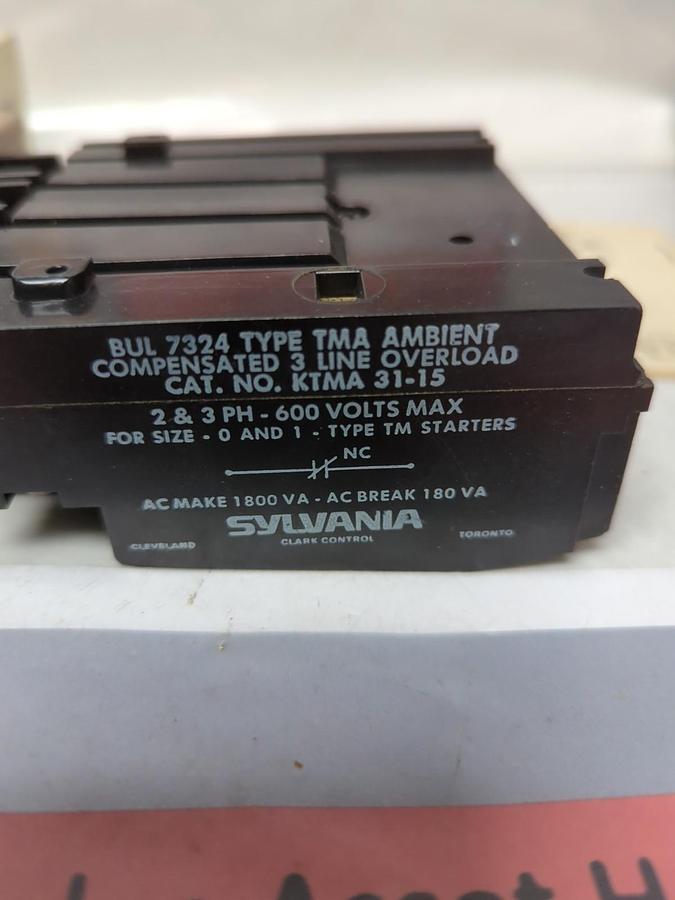 BUL 7324 TYPE TMA AMBIENT
COMPENSATED 3 LINE OVERLOAD
CAT. NO. KTMA 31-15
2 & 3 PH - 600 VOLTS MAX
FOR SIZE - 0 AND 1 - TYPE TM STARTERS
NC
AC MAKE 1800 VA - AC BREAK 180 VA
SYLVANIA
CLARK CONTROL
CLEVELAND TORONTO